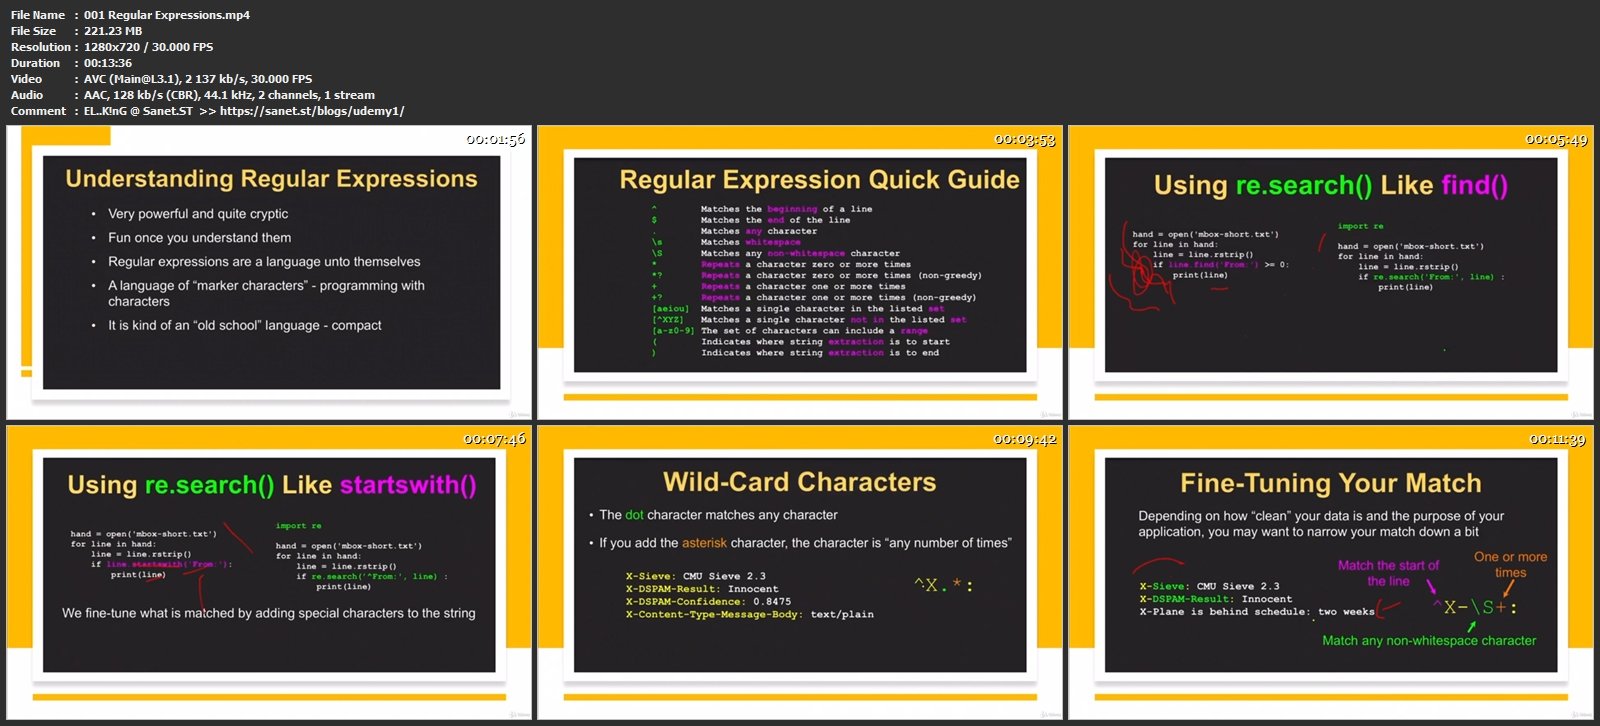 File Name : 001 Regular Expressions.mp4
File Size : 221.23 MB
Resolution : 1280x720 / 30.000 FPS
Duration : 00:13:36
Video : AVC (Main@L3.1), 2 137 kb/s, 30.000 FPS
Audio : AAC, 128 kb/s (CBR), 44.1 kHz, 2 channels, 1 stream
Comment : EL..K!nG @ Sanet.ST >> https://sanet.st/blogs/udemy1/
00:01:56
Understanding Regular Expressions
• Very powerful and quite cryptic
• Fun once you understand them
• Regular expressions are a language unto themselves
• A language of “marker characters” - programming with
characters
• It is kind of an “old school” language - compact
00:03:53
Regular Expression Quick Guide
^ Matches the beginning of a line
$ Matches the end of the line
. Matches any character
\s Matches whitespace
\S Matches any non-whitespace character
* Repeats a character zero or more times
*? Repeats a character zero or more times (non-greedy)
+ Repeats a character one or more times
+? Repeats a character one or more times (non-greedy)
[aeiou] Matches a single character in the listed set
[^XYZ] Matches a single character not in the listed set
[a-z0-9] The set of characters can include a range
( Indicates where string extraction is to start
) Indicates where string extraction is to end
00:05:49
Using re.search() Like find()
hand = open('mbox-short.txt')
for line in hand:
line = line.rstrip()
if line.find('From:') >= 0:
print(line)
import re
hand = open('mbox-short.txt')
for line in hand:
line = line.rstrip()
if re.search('From:', line) :
print(line)
00:07:46
Using re.search() Like startswith()
hand = open('mbox-short.txt')
for line in hand:
line = line.rstrip()
if line.startswith('From:'):
print(line)
import re
hand = open('mbox-short.txt')
for line in hand:
line = line.rstrip()
if re.search('^From:', line) :
print(line)
We fine-tune what is matched by adding special characters to the string
00:09:42
Wild-Card Characters
• The dot character matches any character
• If you add the asterisk character, the character is “any number of times”
X-Sieve: CMU Sieve 2.3
X-DSPAM-Result: Innocent
X-DSPAM-Confidence: 0.8475
X-Content-Type-Message-Body: text/plain
^X.*:
00:11:39
Fine-Tuning Your Match
Depending on how “clean” your data is and the purpose of your
application, you may want to narrow your match down a bit
X-Sieve: CMU Sieve 2.3
X-DSPAM-Result: Innocent
X-Plane is behind schedule: two weeks
Match the start of
the line
One or more
times
^X-\S+:
Match any non-whitespace character